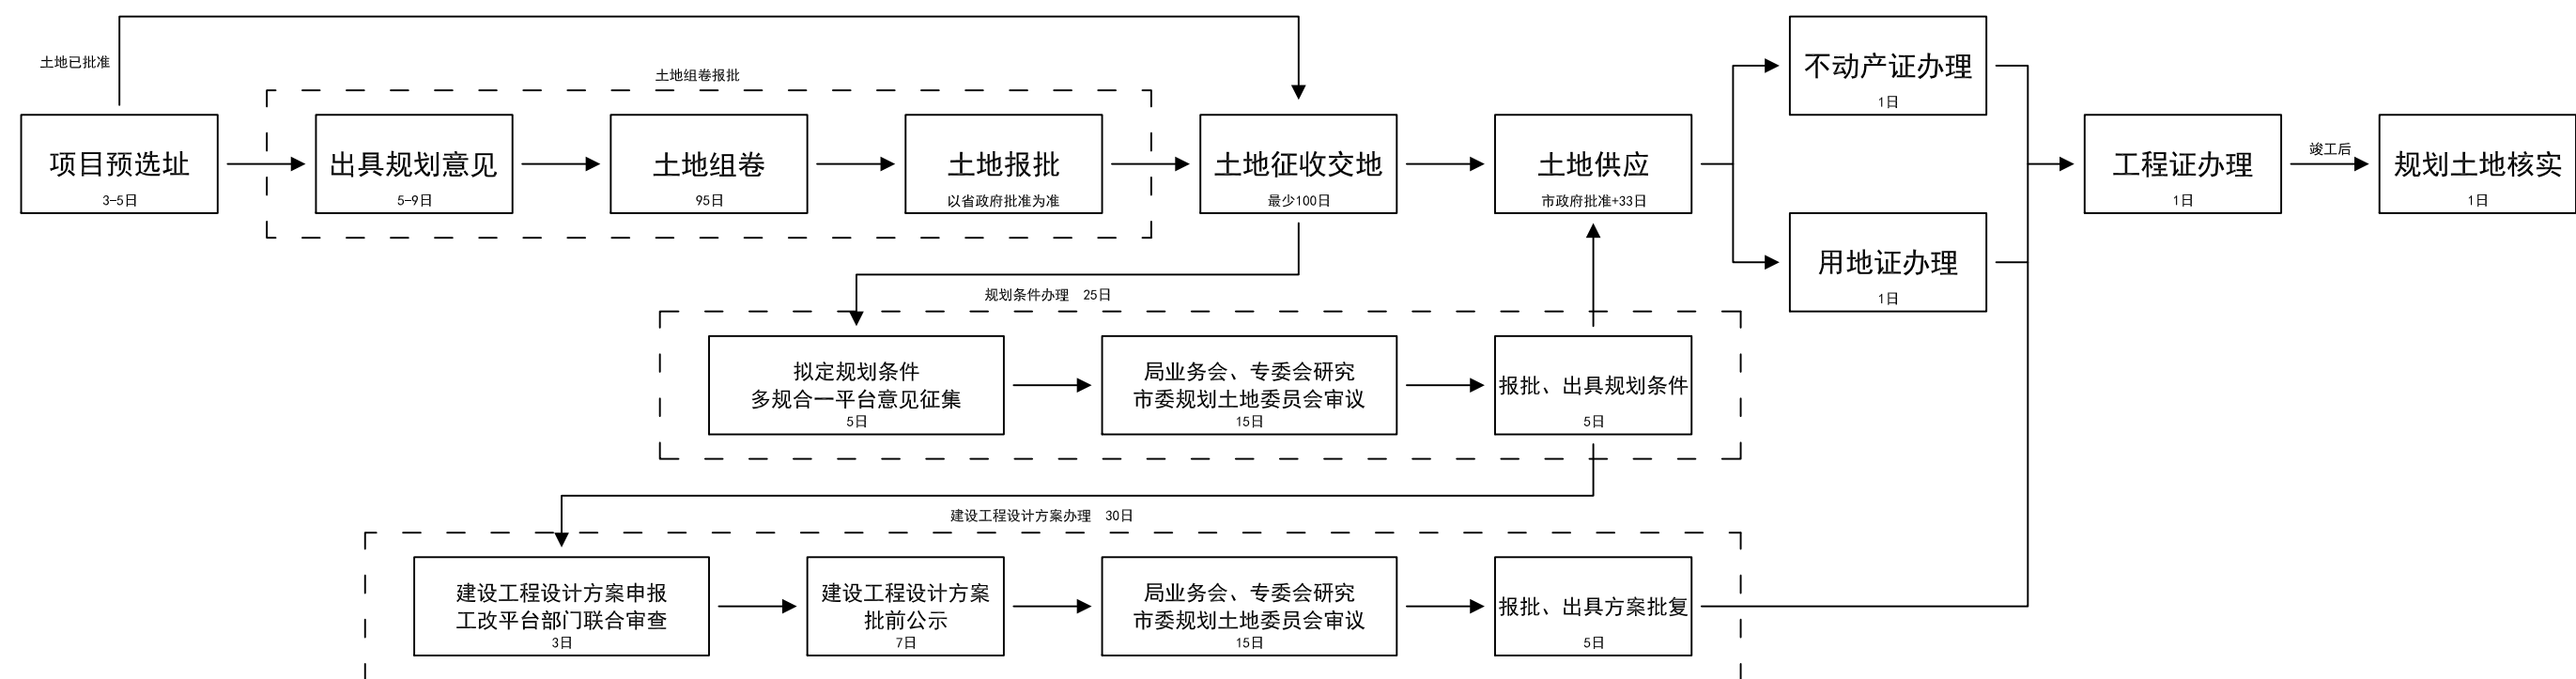 土地已批准
土地组卷报批
项目预选址
3-5日
出具规划意见
5-9日
土地组卷
95日
土地报批
以省政府批准为准
土地征收交地
最少100日
土地供应
市政府批准+33日
不动产证办理
1日
用地证办理
1日
工程证办理
1日
竣工后
规划土地核实
1日
规划条件办理 25日
拟定规划条件
多规合一平台意见征集
5日
局业务会、专委会研究
市委规划土地委员会审议
15日
报批、出具规划条件
5日
建设工程设计方案办理 30日
建设工程设计方案申报
工改平台部门联合审查
3日
建设工程设计方案
批前公示
7日
局业务会、专委会研究
市委规划土地委员会审议
15日
报批、出具方案批复
5日